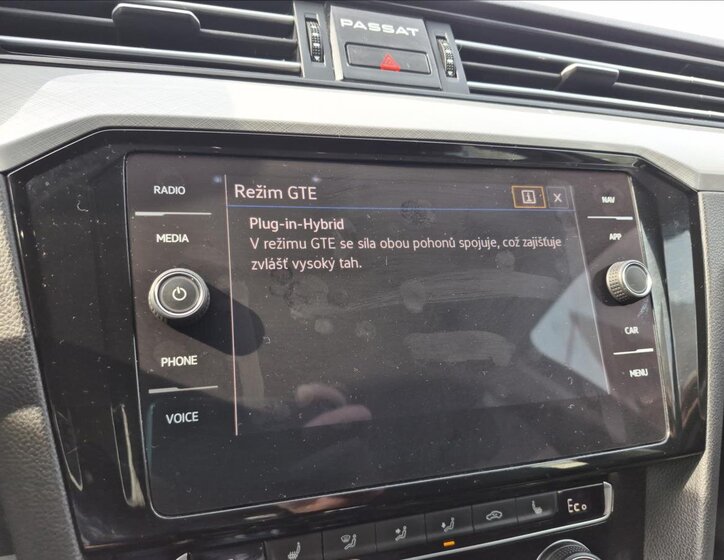 PASSAT
RADIO
MEDIA
PHONE
VOICE
Režim GTE
i
X
Plug-in-Hybrid
V režimu GTE se síla obou pohonů spojuje, což zajišťuje
zvlášť vysoký tah.
NAV
APP
CAR
MENU
Eco